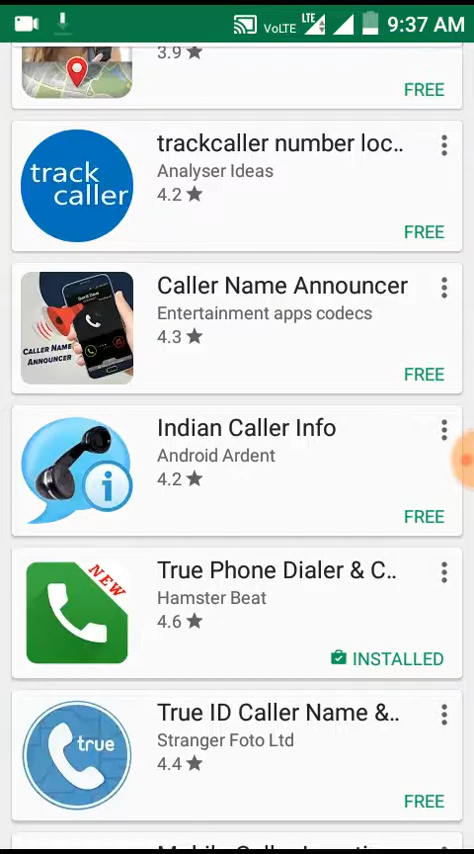 VoLTE LTE 9:37 AM
3.9
FREE
track
caller
trackcaller number loc..
Analyser Ideas
4.2
FREE
CALLER NAME
ANNOUNCER
Caller Name Announcer
Entertainment apps codecs
4.3
FREE
i
Indian Caller Info
Android Ardent
4.2
FREE
NEW
True Phone Dialer & C..
Hamster Beat
4.6
INSTALLED
true
True ID Caller Name &..
Stranger Foto Ltd
4.4
FREE